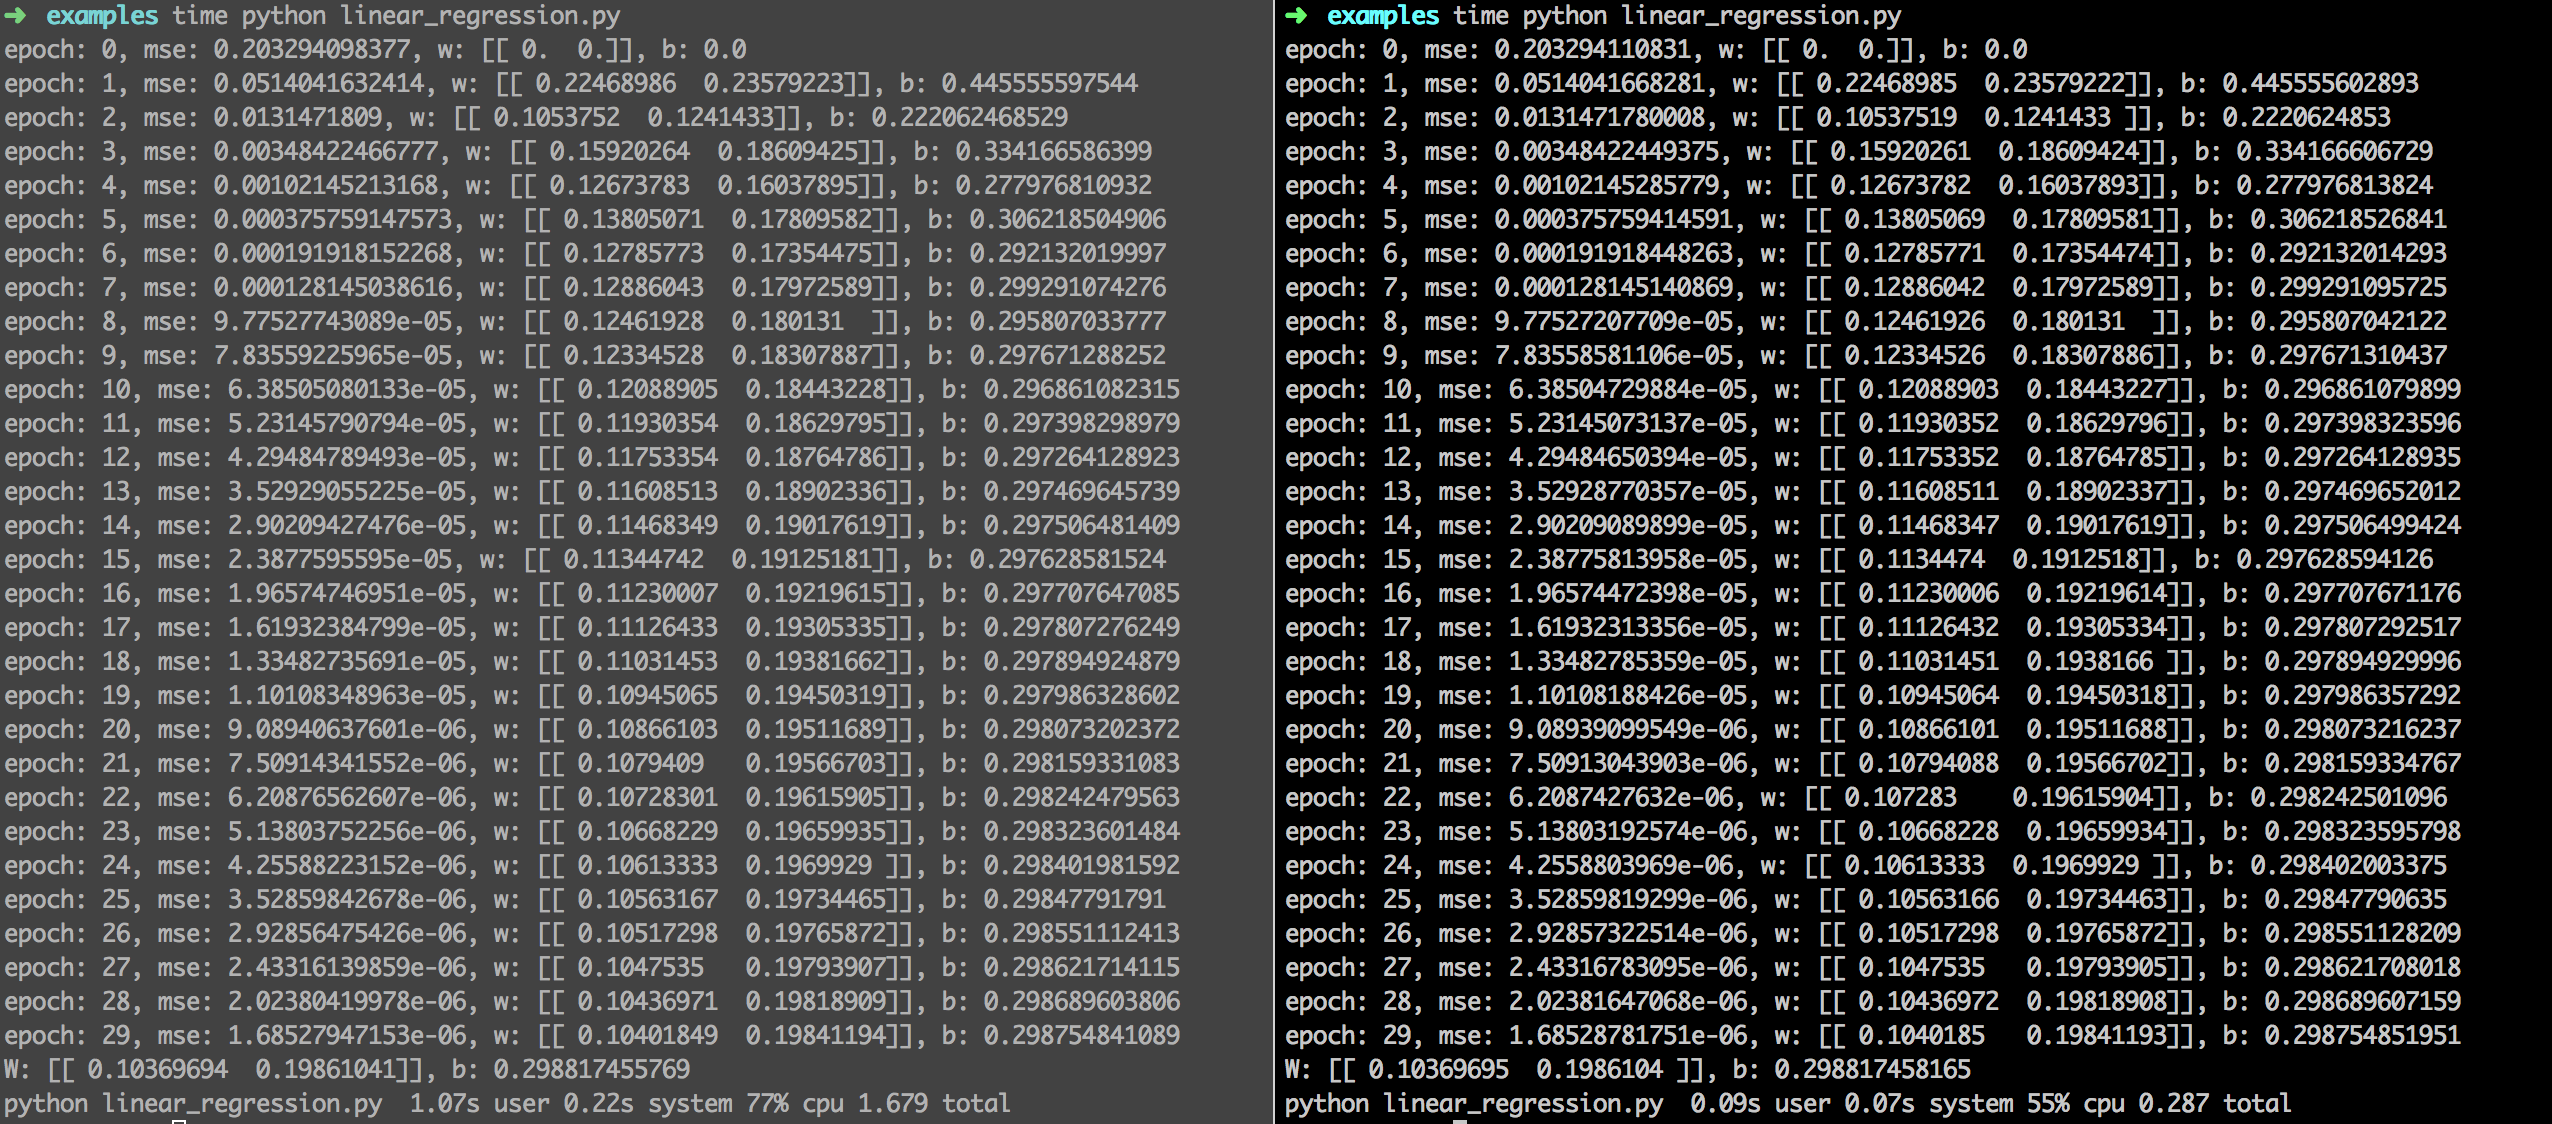 ➜  examples time python linear_regression.py
epoch: 0, mse: 0.203294098377, w: [[ 0.  0.]], b: 0.0
epoch: 1, mse: 0.0514041632414, w: [[ 0.22468986  0.23579223]], b: 0.445555597544
epoch: 2, mse: 0.0131471809, w: [[ 0.1053752  0.1241433]], b: 0.222062468529
epoch: 3, mse: 0.00348422466777, w: [[ 0.15920264  0.18609425]], b: 0.334166586399
epoch: 4, mse: 0.00102145213168, w: [[ 0.12673783  0.16037895]], b: 0.277976810932
epoch: 5, mse: 0.000375759147573, w: [[ 0.13805071  0.17809582]], b: 0.306218504906
epoch: 6, mse: 0.000191918152268, w: [[ 0.12785773  0.17354475]], b: 0.292132019997
epoch: 7, mse: 0.000128145038616, w: [[ 0.12886043  0.17972589]], b: 0.299291074276
epoch: 8, mse: 9.77527743089e-05, w: [[ 0.12461928  0.180131  ]], b: 0.295807033777
epoch: 9, mse: 7.83559225965e-05, w: [[ 0.12334528  0.18307887]], b: 0.297671288252
epoch: 10, mse: 6.38505080133e-05, w: [[ 0.12088905  0.18443228]], b: 0.296861082315
epoch: 11, mse: 5.23145790794e-05, w: [[ 0.11930354  0.18629795]], b: 0.297398298979
epoch: 12, mse: 4.29484789493e-05, w: [[ 0.11753354  0.18764786]], b: 0.297264128923
epoch: 13, mse: 3.52929055225e-05, w: [[ 0.11608513  0.18902336]], b: 0.297469645739
epoch: 14, mse: 2.90209427476e-05, w: [[ 0.11468349  0.19017619]], b: 0.297506481409
epoch: 15, mse: 2.3877595595e-05, w: [[ 0.11344742  0.19125181]], b: 0.297628581524
epoch: 16, mse: 1.96574746951e-05, w: [[ 0.11230007  0.19219615]], b: 0.297707647085
epoch: 17, mse: 1.61932384799e-05, w: [[ 0.11126433  0.19305335]], b: 0.297807276249
epoch: 18, mse: 1.33482735691e-05, w: [[ 0.11031453  0.19381662]], b: 0.297894924879
epoch: 19, mse: 1.10108348963e-05, w: [[ 0.10945065  0.19450319]], b: 0.297986328602
epoch: 20, mse: 9.08940637601e-06, w: [[ 0.10866103  0.19511689]], b: 0.298073202372
epoch: 21, mse: 7.50914341552e-06, w: [[ 0.1079409   0.19566703]], b: 0.298159331083
epoch: 22, mse: 6.20876562607e-06, w: [[ 0.10728301  0.19615905]], b: 0.298242479563
epoch: 23, mse: 5.13803752256e-06, w: [[ 0.10668229  0.19659935]], b: 0.298323601484
epoch: 24, mse: 4.25588223152e-06, w: [[ 0.10613333  0.1969929 ]], b: 0.298401981592
epoch: 25, mse: 3.52859842678e-06, w: [[ 0.10563167  0.19734465]], b: 0.29847791791
epoch: 26, mse: 2.92856475426e-06, w: [[ 0.10517298  0.19765872]], b: 0.298551112413
epoch: 27, mse: 2.43316139859e-06, w: [[ 0.1047535   0.19793907]], b: 0.298621714115
epoch: 28, mse: 2.02380419978e-06, w: [[ 0.10436971  0.19818909]], b: 0.298689603806
epoch: 29, mse: 1.68527947153e-06, w: [[ 0.10401849  0.19841194]], b: 0.298754841089
W: [[ 0.10369694  0.19861041]], b: 0.298817455769
python linear_regression.py  1.07s user 0.22s system 77% cpu 1.679 total
➜  examples time python linear_regression.py
epoch: 0, mse: 0.203294110831, w: [[ 0.  0.]], b: 0.0
epoch: 1, mse: 0.0514041668281, w: [[ 0.22468985  0.23579222]], b: 0.445555602893
epoch: 2, mse: 0.0131471780008, w: [[ 0.10537519  0.1241433 ]], b: 0.2220624853
epoch: 3, mse: 0.00348422449375, w: [[ 0.15920261  0.18609424]], b: 0.334166606729
epoch: 4, mse: 0.00102145285779, w: [[ 0.12673782  0.16037893]], b: 0.277976813824
epoch: 5, mse: 0.000375759414591, w: [[ 0.13805069  0.17809581]], b: 0.306218526841
epoch: 6, mse: 0.000191918448263, w: [[ 0.12785771  0.17354474]], b: 0.292132014293
epoch: 7, mse: 0.000128145140869, w: [[ 0.12886042  0.17972589]], b: 0.299291095725
epoch: 8, mse: 9.77527207709e-05, w: [[ 0.12461926  0.180131  ]], b: 0.295807042122
epoch: 9, mse: 7.83558581106e-05, w: [[ 0.12334526  0.18307886]], b: 0.297671310437
epoch: 10, mse: 6.38504729884e-05, w: [[ 0.12088903  0.18443227]], b: 0.296861079899
epoch: 11, mse: 5.23145073137e-05, w: [[ 0.11930352  0.18629796]], b: 0.297398323596
epoch: 12, mse: 4.29484650394e-05, w: [[ 0.11753352  0.18764785]], b: 0.297264128935
epoch: 13, mse: 3.52928770357e-05, w: [[ 0.11608511  0.18902337]], b: 0.297469652012
epoch: 14, mse: 2.90209089899e-05, w: [[ 0.11468347  0.19017619]], b: 0.297506499424
epoch: 15, mse: 2.38775813958e-05, w: [[ 0.1134474  0.1912518]], b: 0.297628594126
epoch: 16, mse: 1.96574472398e-05, w: [[ 0.11230006  0.19219614]], b: 0.297707671176
epoch: 17, mse: 1.61932313356e-05, w: [[ 0.11126432  0.19305334]], b: 0.297807292517
epoch: 18, mse: 1.33482785359e-05, w: [[ 0.11031451  0.1938166 ]], b: 0.297894929996
epoch: 19, mse: 1.10108188426e-05, w: [[ 0.10945064  0.19450318]], b: 0.297986357292
epoch: 20, mse: 9.08939099549e-06, w: [[ 0.10866101  0.19511688]], b: 0.298073216237
epoch: 21, mse: 7.50913043903e-06, w: [[ 0.10794088  0.19566702]], b: 0.298159334767
epoch: 22, mse: 6.2087427632e-06, w: [[ 0.107283    0.19615904]], b: 0.298242501096
epoch: 23, mse: 5.13803192574e-06, w: [[ 0.10668228  0.19659934]], b: 0.298323595798
epoch: 24, mse: 4.2558803969e-06, w: [[ 0.10613333  0.1969929 ]], b: 0.298402003375
epoch: 25, mse: 3.52859819299e-06, w: [[ 0.10563166  0.19734463]], b: 0.29847790635
epoch: 26, mse: 2.92857322514e-06, w: [[ 0.10517298  0.19765872]], b: 0.298551128209
epoch: 27, mse: 2.43316783095e-06, w: [[ 0.1047535   0.19793905]], b: 0.298621708018
epoch: 28, mse: 2.02381647068e-06, w: [[ 0.10436972  0.19818908]], b: 0.298689607159
epoch: 29, mse: 1.68528781751e-06, w: [[ 0.1040185   0.19841193]], b: 0.298754851951
W: [[ 0.10369695  0.1986104 ]], b: 0.298817458165
python linear_regression.py  0.09s user 0.07s system 55% cpu 0.287 total